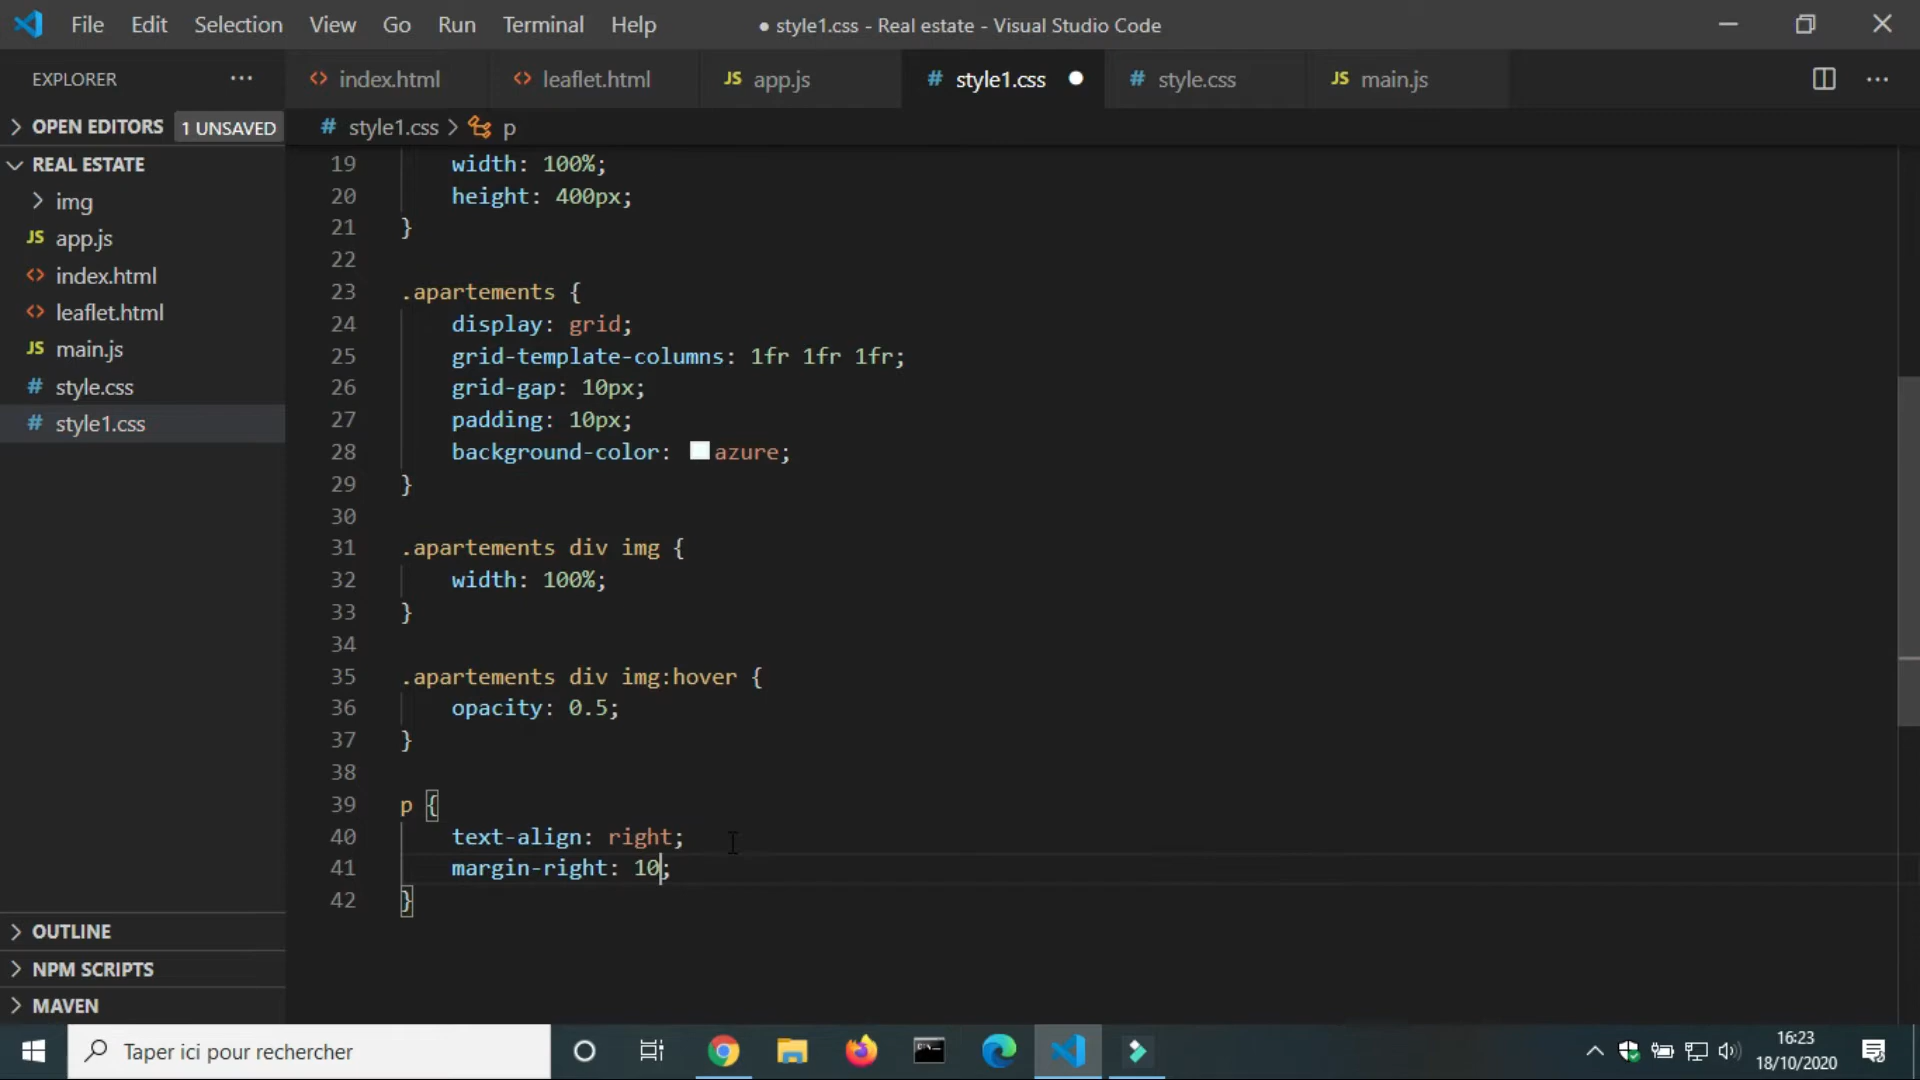 File Edit Selection View Go Run Terminal Help ● style1.css - Real estate - Visual Studio Code
EXPLORER ··· <> index.html <> leaflet.html JS app.js # style1.css ● # style.css JS main.js ···
> OPEN EDITORS 1 UNSAVED # style1.css > p
REAL ESTATE
> img
JS app.js
<> index.html
<> leaflet.html
JS main.js
# style.css
# style1.css
19 width: 100%;
20 height: 400px;
21 }
22
23 .apartements {
24 display: grid;
25 grid-template-columns: 1fr 1fr 1fr;
26 grid-gap: 10px;
27 padding: 10px;
28 background-color: azure;
29 }
30
31 .apartements div img {
32 width: 100%;
33 }
34
35 .apartements div img:hover {
36 opacity: 0.5;
37 }
38
39 p {
40 text-align: right;
41 margin-right: 10;
42 }
> OUTLINE
> NPM SCRIPTS
> MAVEN
Taper ici pour rechercher
16:23
18/10/2020